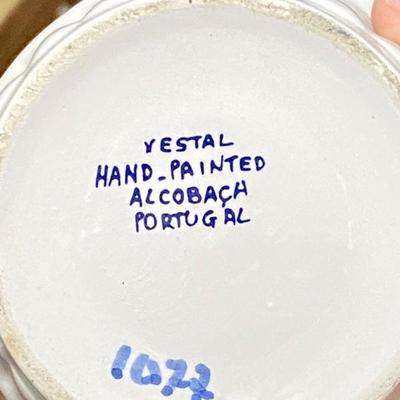 VESTAL
HAND-PAINTED
ALCOBAÇA
PORTUGAL
1022